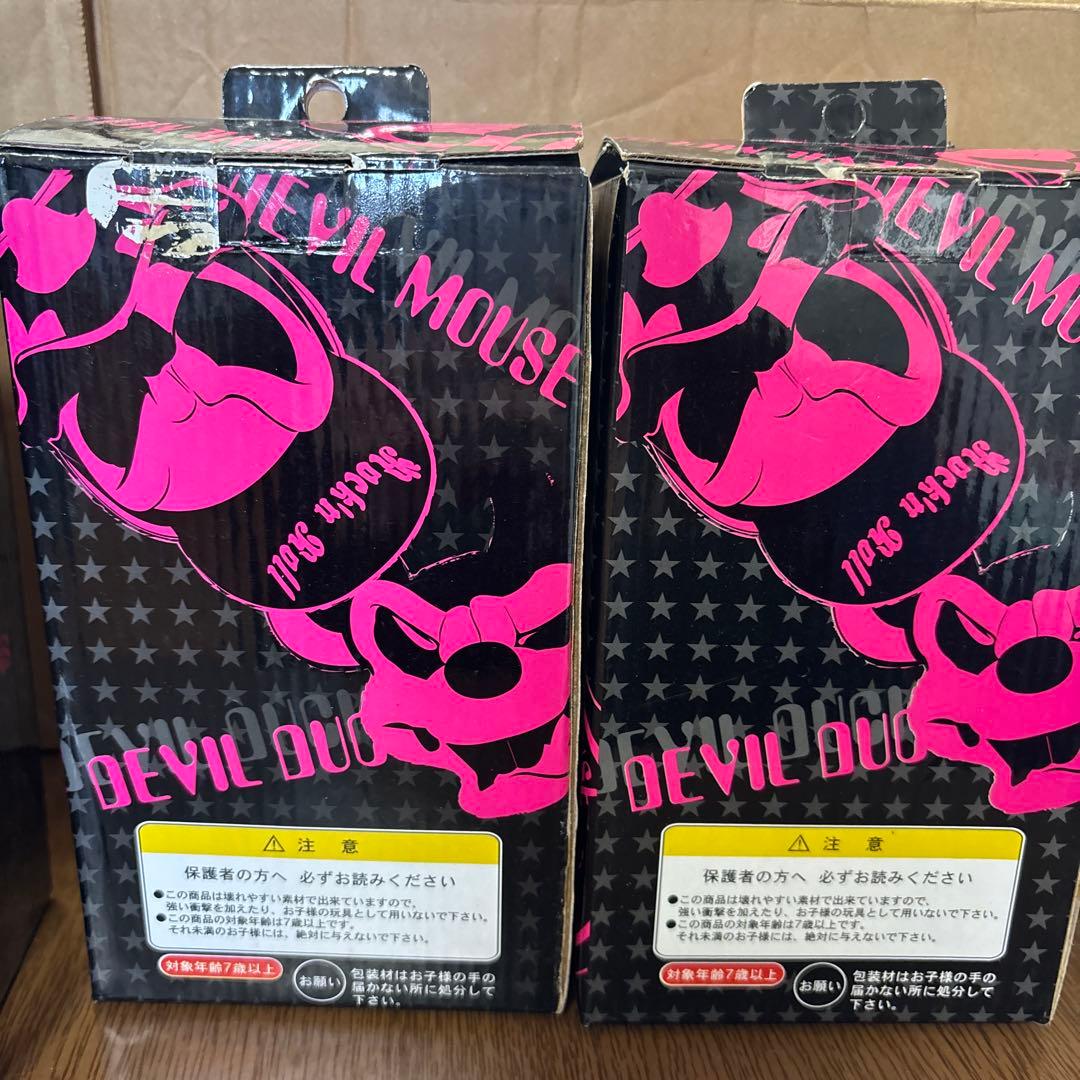 DEVIL MOUSE
Rock'n Roll
DEVIL DUC
⚠ 注 意
保護者の方へ 必ずお読みください
●この商品は壊れやすい素材で出来ていますので、
強い衝撃を加えたり、お子様の玩具として用いないで下さい。
●この商品の対象年齢は7歳以上です。
それ未満のお子様には、絶対に与えないで下さい。
対象年齢7歳以上
お願い
包装材はお子様の手の
届かない所に処分して
下さい。
DEVIL MOU
Rock'n Roll
DEVIL DUC
⚠ 注 意
保護者の方へ 必ずお読みください
●この商品は壊れやすい素材で出来ていますので、
強い衝撃を加えたり、お子様の玩具として用いないで下さい。
●この商品の対象年齢は7歳以上です。
それ未満のお子様には、絶対に与えないで下さい。
対象年齢7歳以上
お願い
包装材はお子様の手の
届かない所に処分して
下さい。